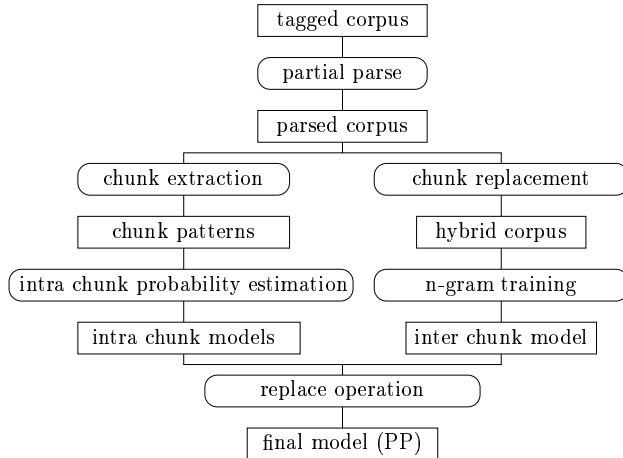 tagged corpus
partial parse
parsed corpus
chunk extraction
chunk replacement
chunk patterns
hybrid corpus
intra chunk probability estimation
n-gram training
intra chunk models
inter chunk model
replace operation
final model (PP)